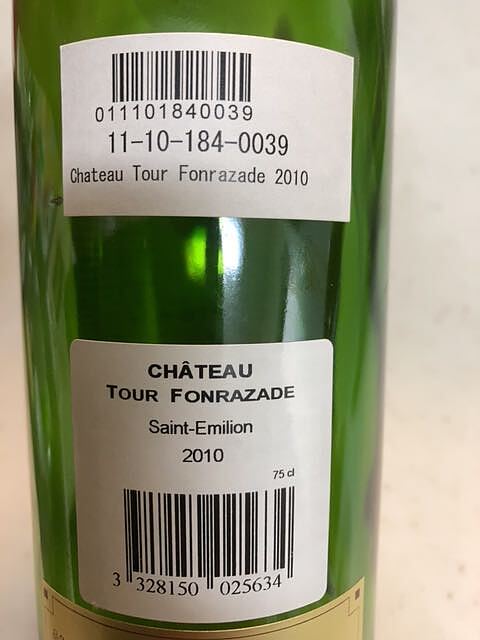 011101840039
11-10-184-0039
Chateau Tour Fonrazade 2010
CHÂTEAU
TOUR FONRAZADE
Saint-Emilion
2010
75 cl
3 328150 025634